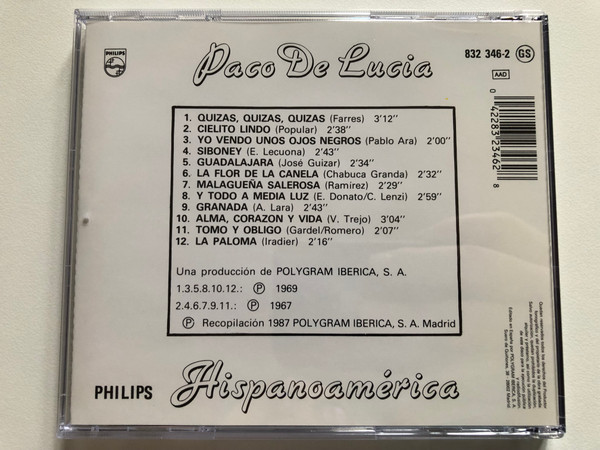 PHILIPS
Paco De Lucia
832 346-2 GS
AAD
0 42283 23462 8
1. QUIZAS, QUIZAS, QUIZAS (Farres) 3'12''
2. CIELITO LINDO (Popular) 2'38''
3. YO VENDO UNOS OJOS NEGROS (Pablo Ara) 2'00''
4. SIBONEY (E. Lecuona) 2'43''
5. GUADALAJARA (José Guizar) 2'34''
6. LA FLOR DE LA CANELA (Chabuca Granda) 2'32''
7. MALAGUEÑA SALEROSA (Ramirez) 2'29''
8. Y TODO A MEDIA LUZ (E. Donato/C. Lenzi) 2'59''
9. GRANADA (A. Lara) 2'43''
10. ALMA, CORAZON Y VIDA (V. Trejo) 3'04''
11. TOMO Y OBLIGO (Gardel/Romero) 2'07''
12. LA PALOMA (Iradier) 2'16''
Una producción de POLYGRAM IBERICA, S. A.
1.3.5.8.10.12.: Ⓟ 1969
2.4.6.7.9.11.: Ⓟ 1967
Ⓟ Recopilación 1987 POLYGRAM IBERICA, S. A. Madrid
PHILIPS
Hispanoamérica